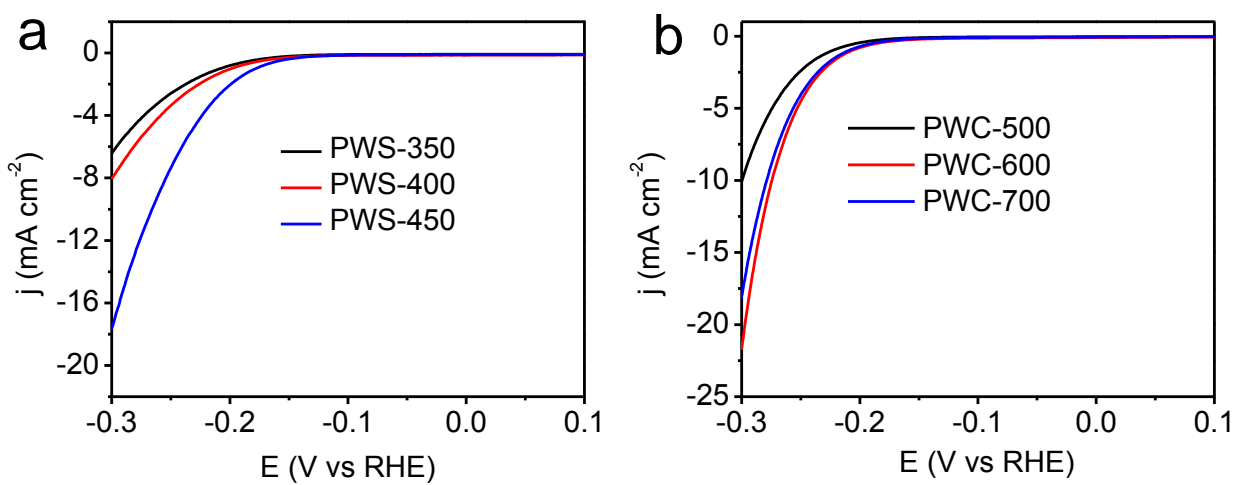 a
0
-4
-8
-12
-16
-20
j (mA cm-2)
PWS-350
PWS-400
PWS-450
-0.3 -0.2 -0.1 0.0 0.1
E (V vs RHE)
b
0
-5
-10
-15
-20
-25
j (mA cm-2)
PWC-500
PWC-600
PWC-700
-0.3 -0.2 -0.1 0.0 0.1
E (V vs RHE)